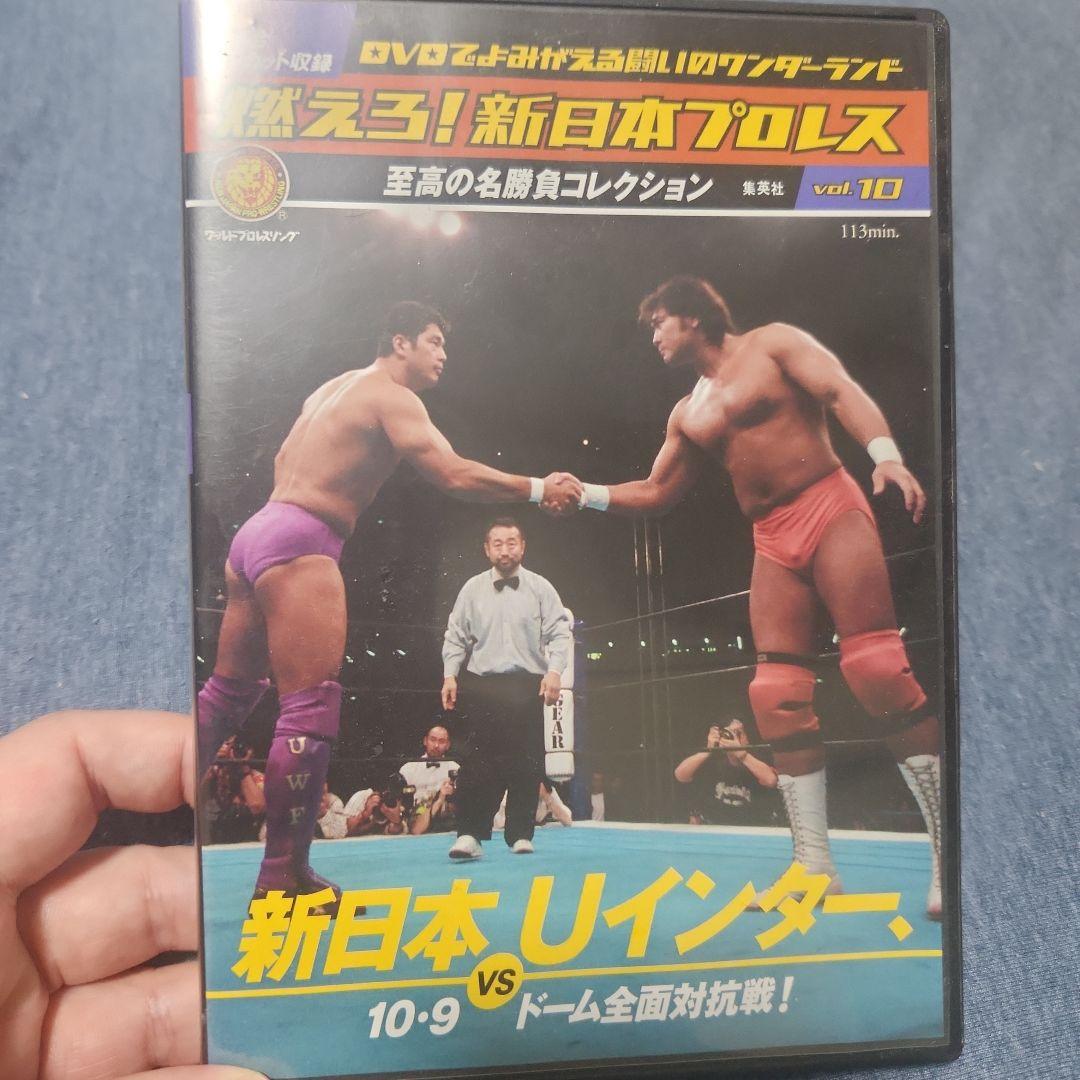 ット収録
DVDでよみがえる闘いのワンダーランド
燃えろ！新日本プロレス
至高の名勝負コレクション
集英社
vol.10
®
ワールドプロレスリング
113min.
UWF
GEAR
新日本 VS Uインター、
10・9 ドーム全面対抗戦！